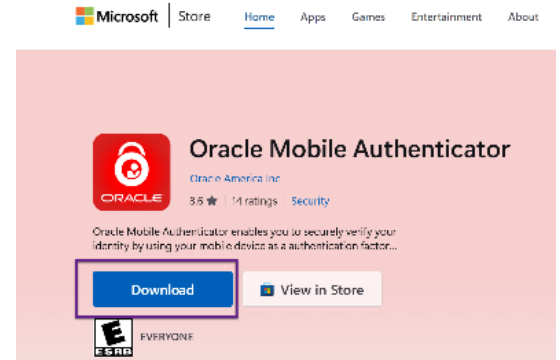 Microsoft Store Home Apps Games Entertainment About
Oracle Mobile Authenticator
Oracle America Inc
ORACLE
3.6 ★ 14 ratings Security
Oracle Mobile Authenticator enables you to securely verify your
identity by using your mobile device as a authentication factor...
Download View in Store
E EVERYONE
ESRB